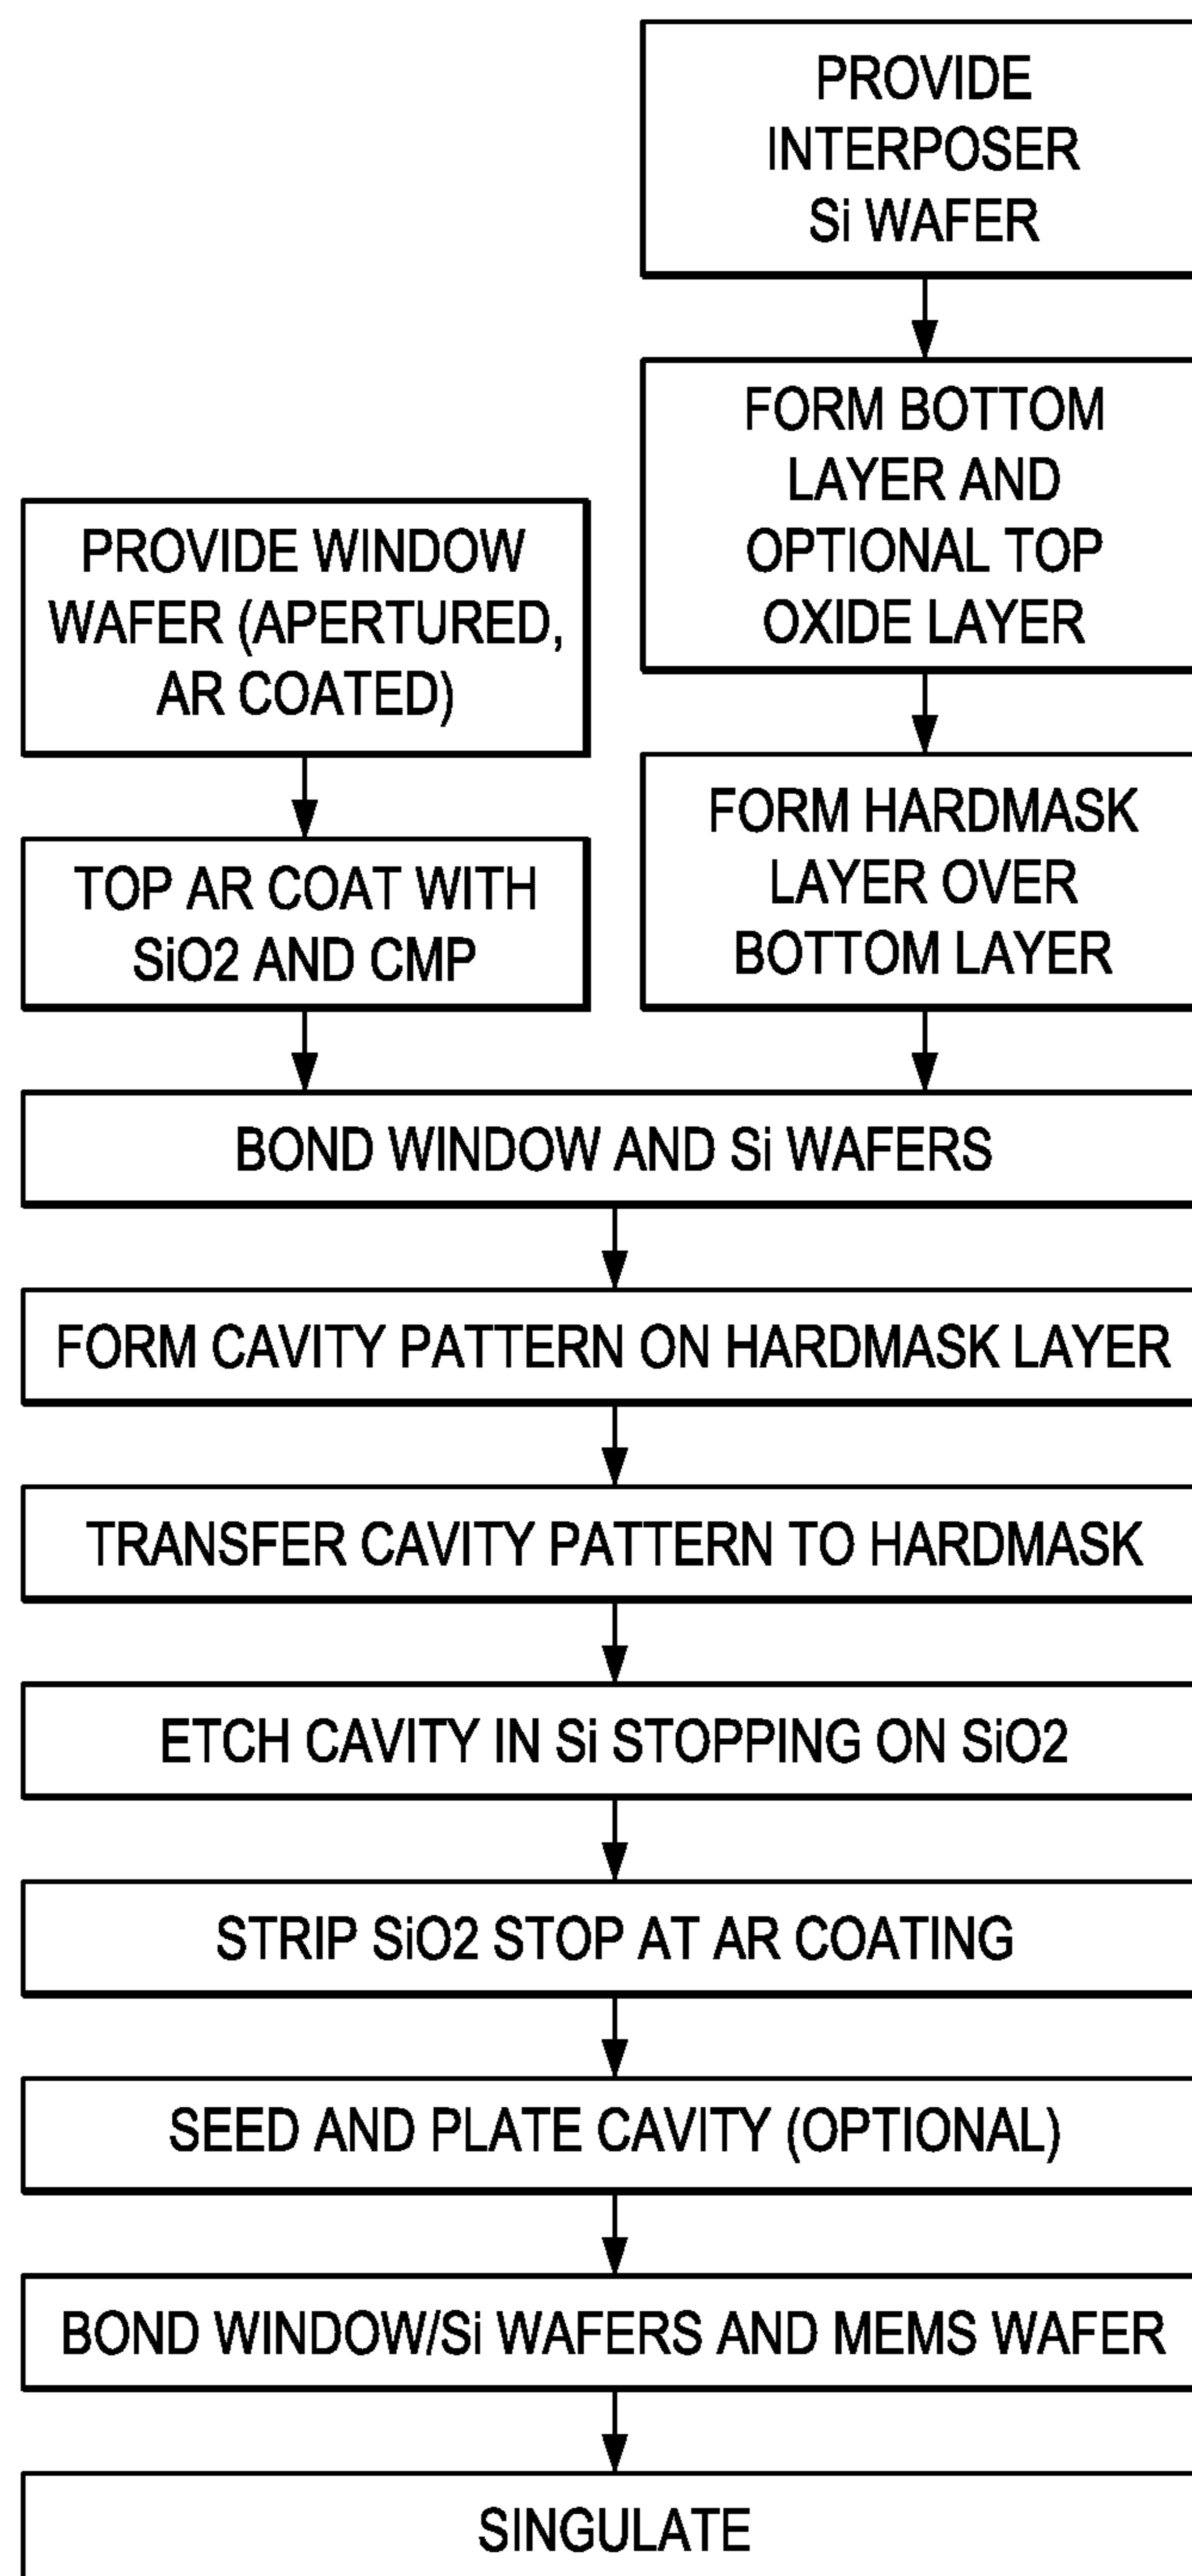 PROVIDE
INTERPOSER
Si WAFER
FORM BOTTOM
LAYER AND
OPTIONAL TOP
OXIDE LAYER
PROVIDE WINDOW
WAFER (APERTURED,
AR COATED)
FORM HARDMASK
LAYER OVER
BOTTOM LAYER
TOP AR COAT WITH
SiO2 AND CMP
BOND WINDOW AND Si WAFERS
FORM CAVITY PATTERN ON HARDMASK LAYER
TRANSFER CAVITY PATTERN TO HARDMASK
ETCH CAVITY IN Si STOPPING ON SiO2
STRIP SiO2 STOP AT AR COATING
SEED AND PLATE CAVITY (OPTIONAL)
BOND WINDOW/Si WAFERS AND MEMS WAFER
SINGULATE